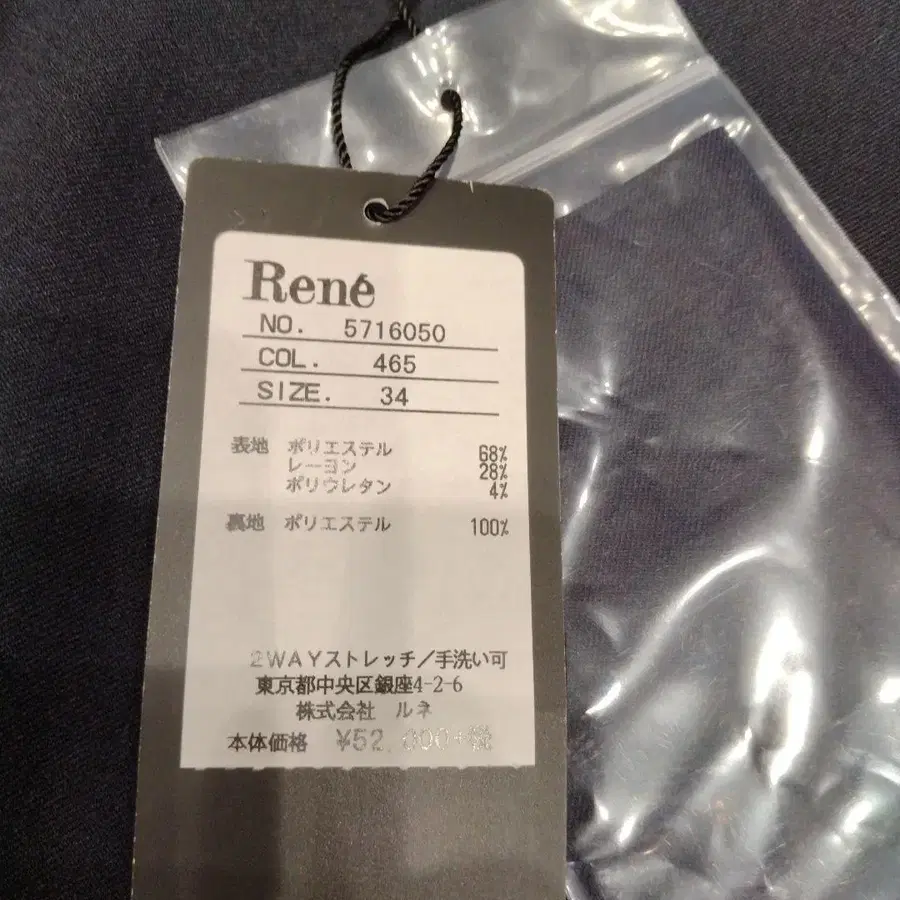 René
NO. 5716050
COL. 465
SIZE. 34
表地 ポリエステル 68%
レーヨン 28%
ポリウレタン 4%
裏地 ポリエステル 100%
2WAYストレッチ/手洗い可
東京都中央区銀座4-2-6
株式会社 ルネ
本体価格 ¥52,000+税